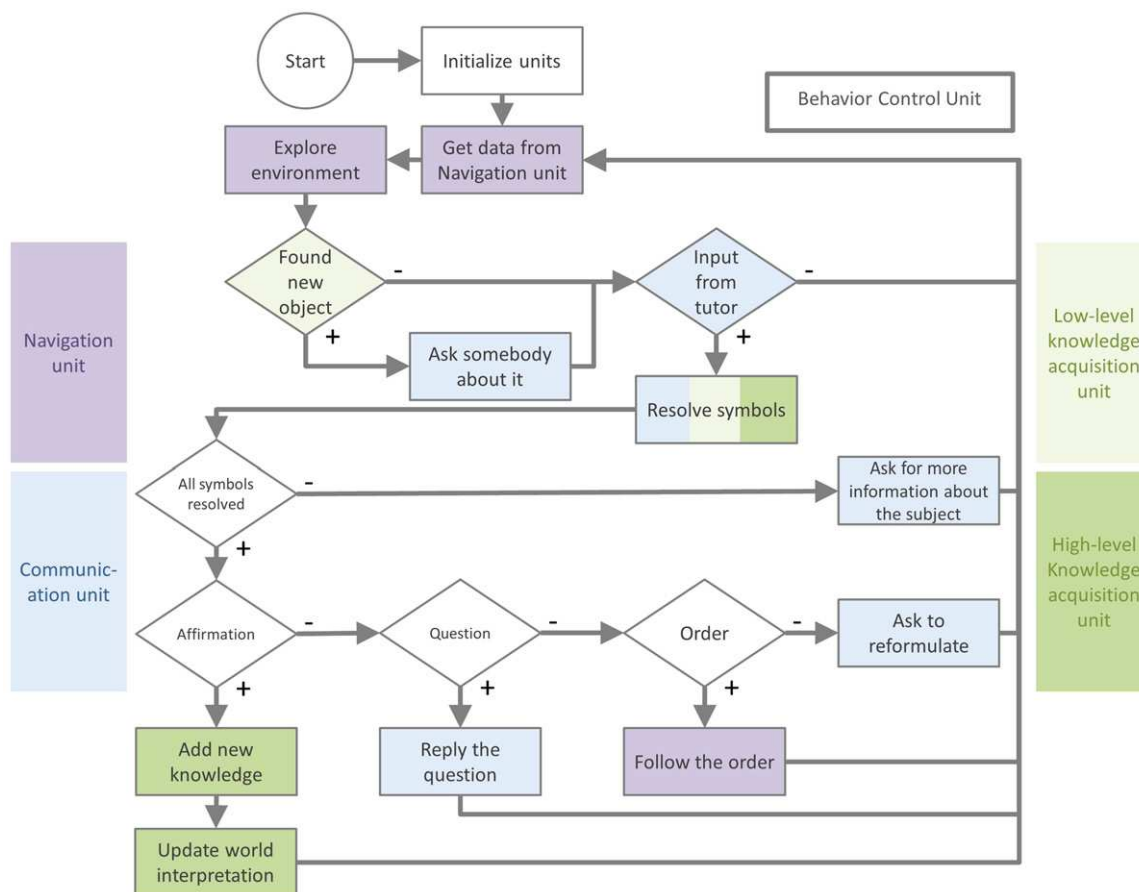 Start
Initialize units
Behavior Control Unit
Explore
environment
Get data from
Navigation unit
Found
new
object
-
+
Input
from
tutor
-
+
Ask somebody
about it
Navigation
unit
Low-level
knowledge
acquisition
unit
Resolve symbols
All symbols
resolved
-
+
Ask for more
information about
the subject
Communic-
ation unit
High-level
Knowledge
acquisition
unit
Affirmation
-
+
Question
-
+
Order
-
+
Ask to
reformulate
Add new
knowledge
Reply the
question
Follow the order
Update world
interpretation